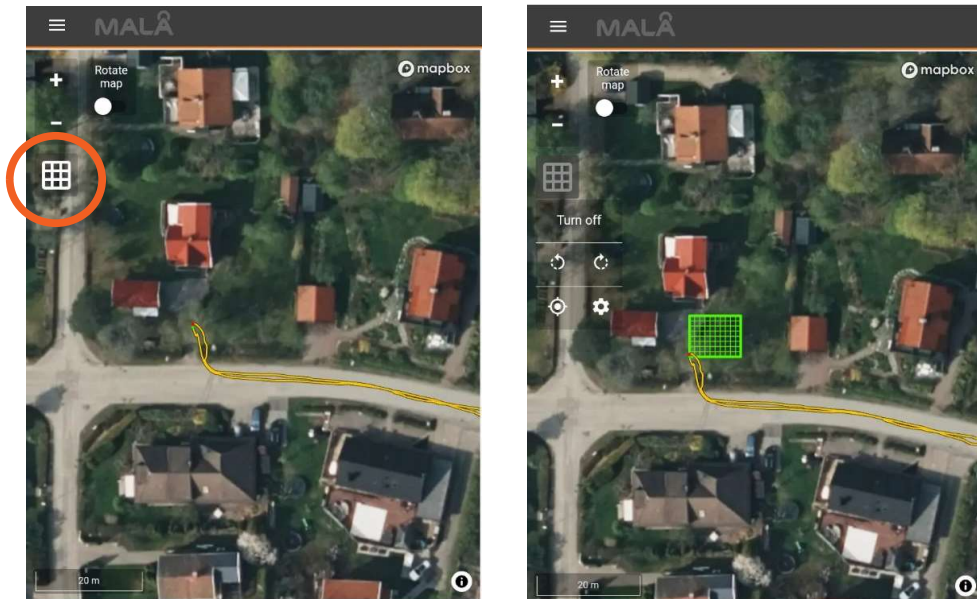 MALÅ
+
Rotate
map
mapbox
-
20 m
MALÅ
+
Rotate
map
mapbox
-
Turn off
20 m